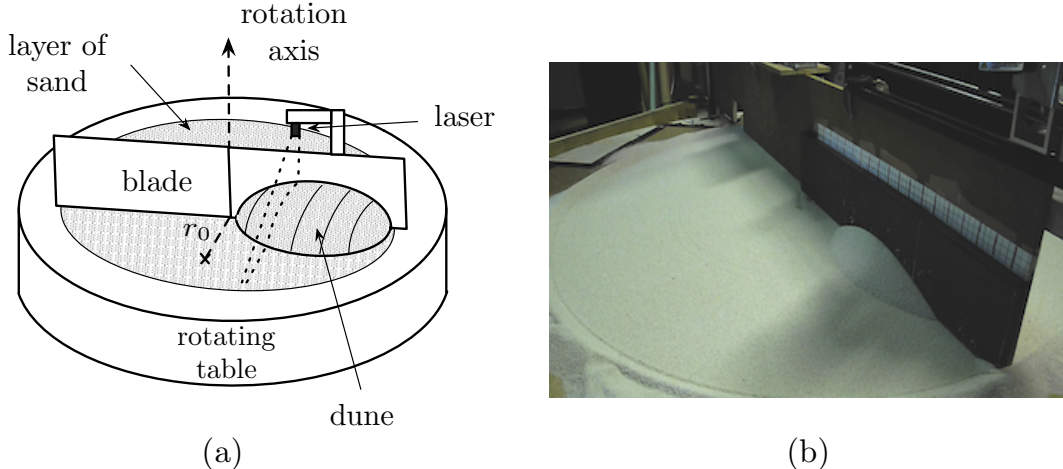 rotation
axis
layer of
sand
laser
blade
r₀
rotating
table
dune
(a)
(b)